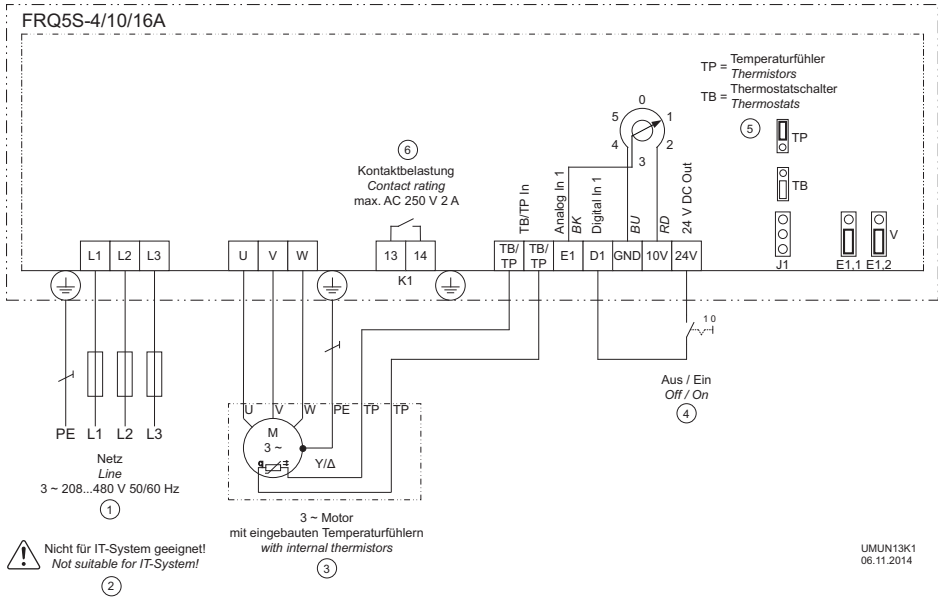 FRQ5S-4/10/16A
TP = Temperaturfühler
Thermistors
TB = Thermostatschalter
Thermostats
5
TP
TB
J1
E1,1 E1,2
V
0
5 1
4 2
3
6
Kontaktbelastung
Contact rating
max. AC 250 V 2 A
TB/TP In
Analog In 1
BK
Digital In 1
BU
RD
24 V DC Out
L1 L2 L3
U V W
13 14
K1
TB/ TP
TB/ TP
E1 D1 GND 10V 24V
1 0
Aus / Ein
Off / On
4
PE L1 L2 L3
Netz
Line
3 ~ 208...480 V 50/60 Hz
1
U V W PE TP TP
M
3 ~
Y/Δ
3 ~ Motor
mit eingebauten Temperaturfühlern
with internal thermistors
3
Nicht für IT-System geeignet!
Not suitable for IT-System!
2
UMUN13K1
06.11.2014